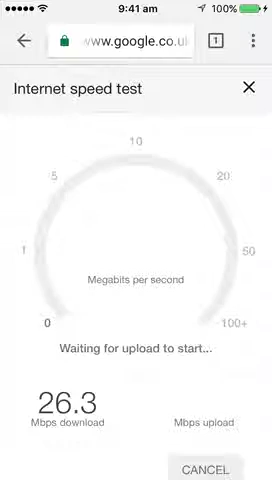 9:41 am 100%
www.google.co.uk 1
Internet speed test
10
5 20
1 50
Megabits per second
0 100+
Waiting for upload to start...
26.3
Mbps download Mbps upload
CANCEL